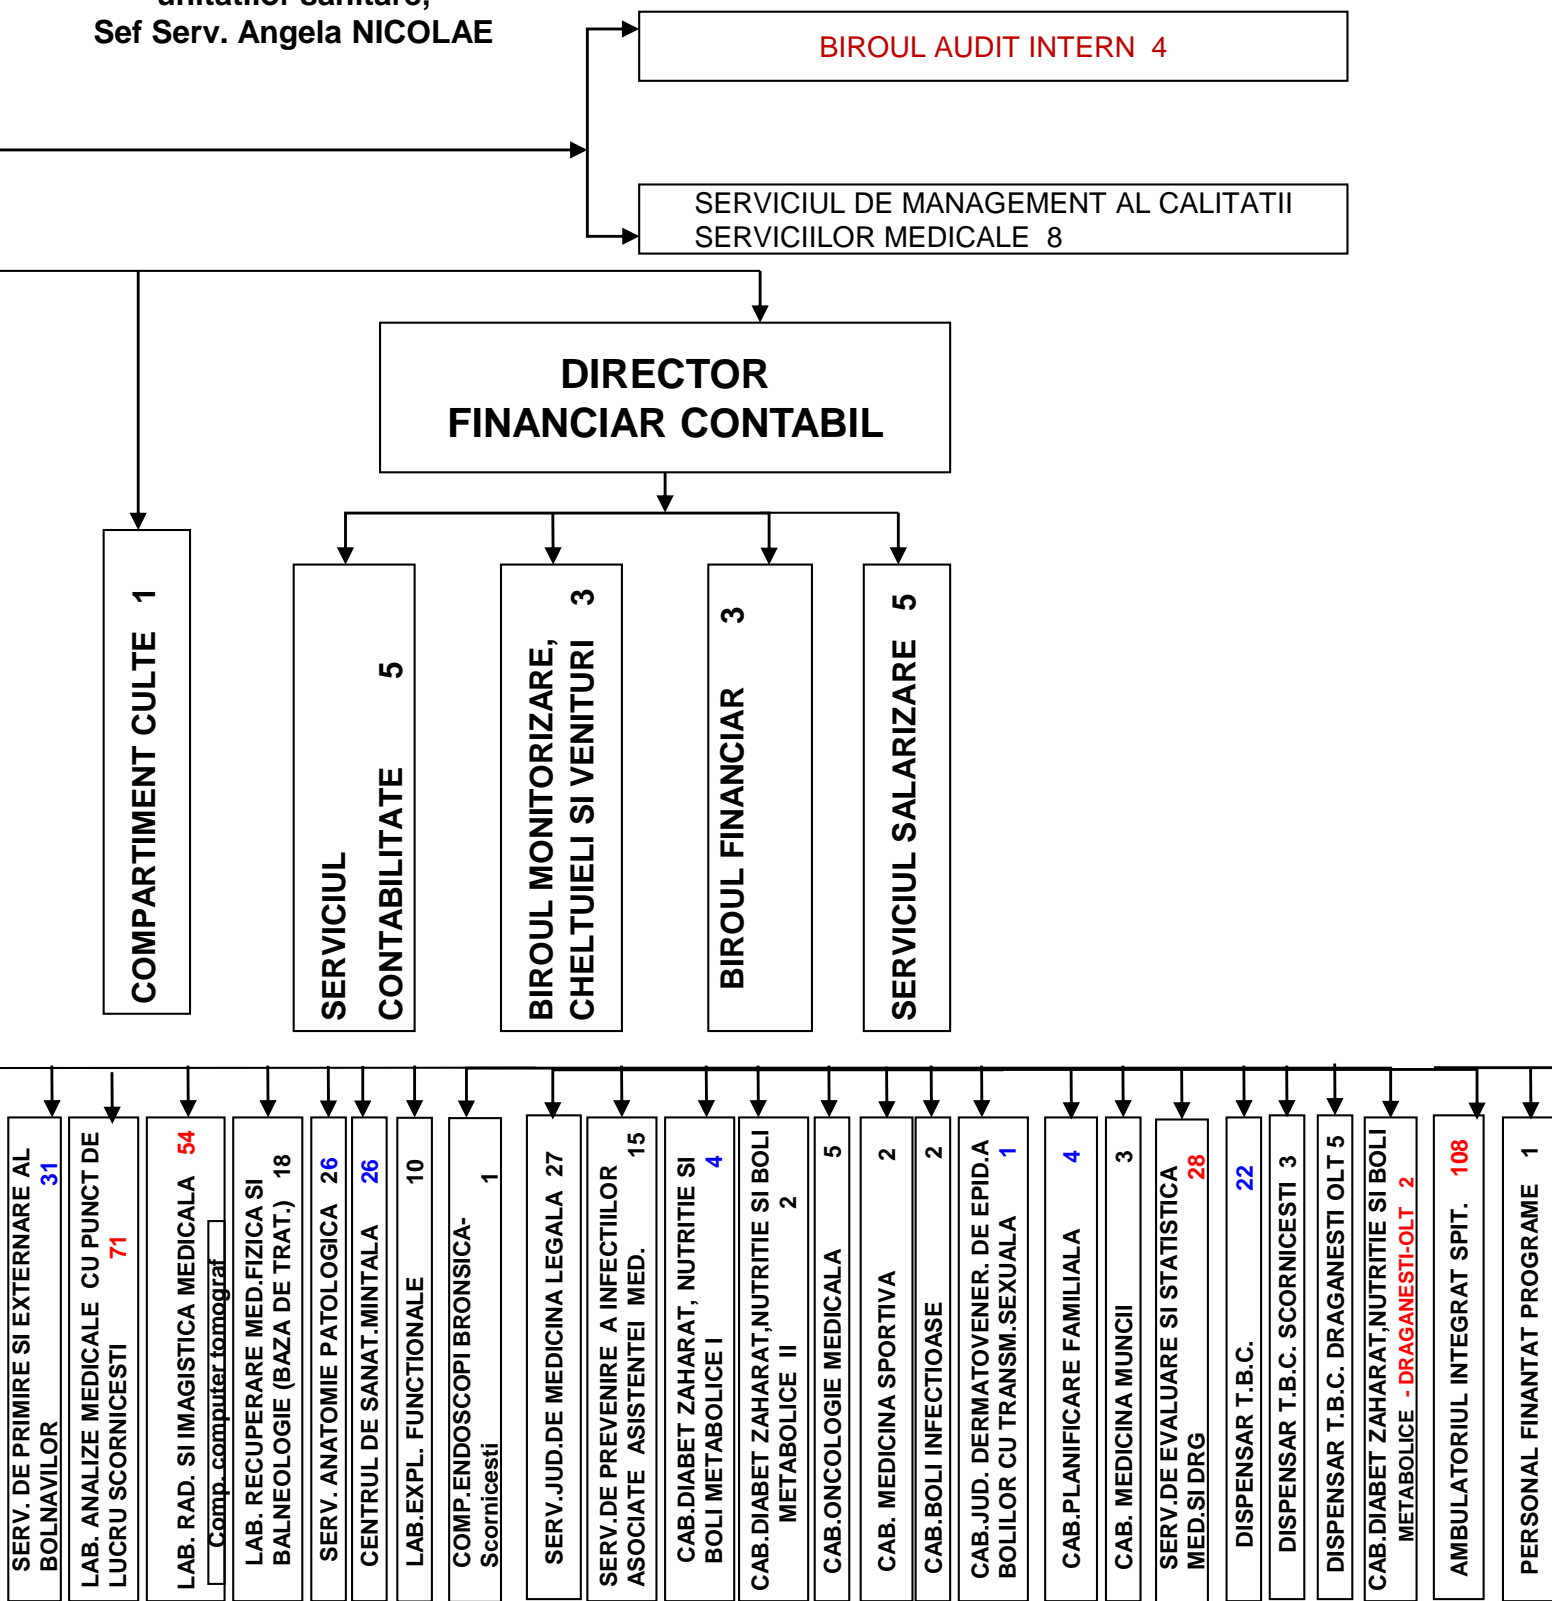 unitatilor sanitare,
Sef Serv. Angela NICOLAE
BIROUL AUDIT INTERN 4
SERVICIUL DE MANAGEMENT AL CALITATII
SERVICIILOR MEDICALE 8
DIRECTOR
FINANCIAR CONTABIL
COMPARTIMENT CULTE 1
SERVICIUL
CONTABILITATE 5
BIROUL MONITORIZARE,
CHELTUIELI SI VENITURI 3
BIROUL FINANCIAR 3
SERVICIUL SALARIZARE 5
SERV. DE PRIMIRE SI EXTERNARE AL
BOLNAVILOR 31
LAB. ANALIZE MEDICALE CU PUNCT DE
LUCRU SCORNICESTI 71
LAB. RAD. SI IMAGISTICA MEDICALA 54
Comp. computer tomograf
LAB. RECUPERARE MED.FIZICA SI
BALNEOLOGIE (BAZA DE TRAT.) 18
SERV. ANATOMIE PATOLOGICA 26
CENTRUL DE SANAT.MINTALA 26
LAB.EXPL. FUNCTIONALE 10
COMP.ENDOSCOPI BRONSICA-
Scornicesti 1
SERV.JUD.DE MEDICINA LEGALA 27
SERV.DE PREVENIRE A INFECTIILOR
ASOCIATE ASISTENTEI MED. 15
CAB.DIABET ZAHARAT, NUTRITIE SI
BOLI METABOLICE I 4
CAB.DIABET ZAHARAT,NUTRITIE SI BOLI
METABOLICE II 2
CAB.ONCOLOGIE MEDICALA 5
CAB. MEDICINA SPORTIVA 2
CAB.BOLI INFECTIOASE 2
CAB.JUD. DERMATOVENER. DE EPID.A
BOLILOR CU TRANSM.SEXUALA 1
CAB.PLANIFICARE FAMILIALA 4
CAB. MEDICINA MUNCII 3
SERV.DE EVALUARE SI STATISTICA
MED.SI DRG 28
DISPENSAR T.B.C. 22
DISPENSAR T.B.C. SCORNICESTI 3
DISPENSAR T.B.C. DRAGANESTI OLT 5
CAB.DIABET ZAHARAT,NUTRITIE SI BOLI
METABOLICE - DRAGANESTI-OLT 2
AMBULATORIUL INTEGRAT SPIT. 108
PERSONAL FINANTAT PROGRAME 1